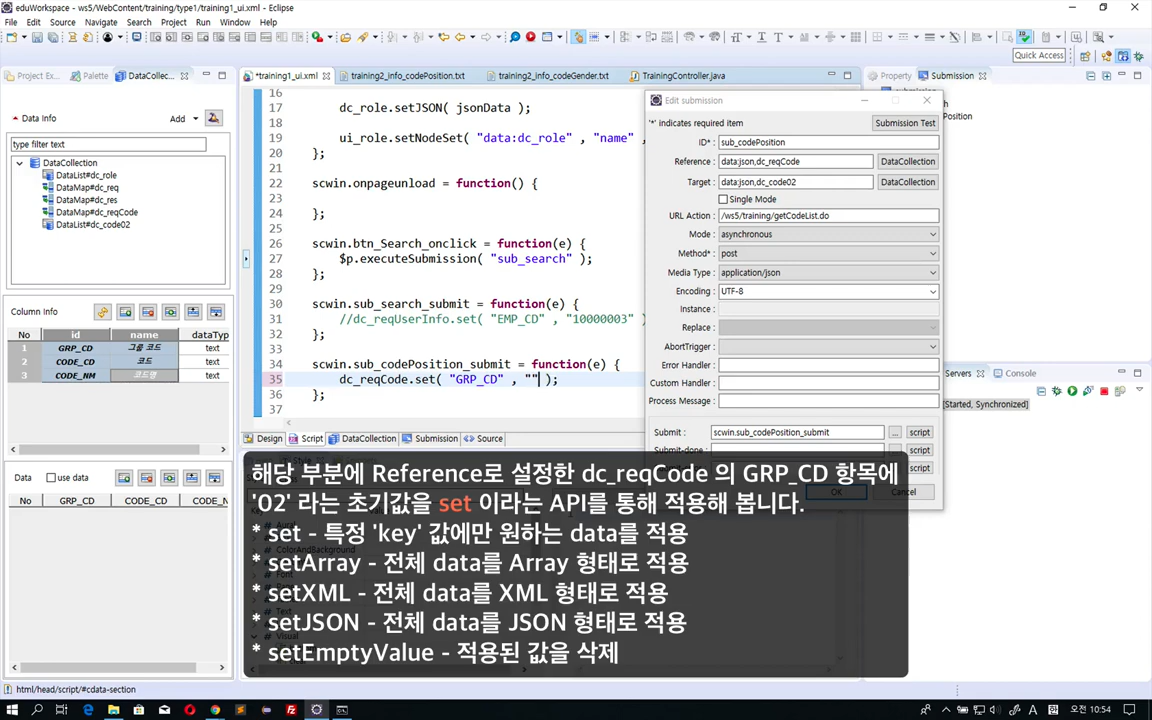 eduWorkspace - ws5/WebContent/training/type1/training1_ui.xml - Eclipse
File Edit Source Navigate Search Project Run Window Help
Quick Access
Project Ex... Palette DataCollec...
*training1_ui.xml training2_info_codePosition.txt training2_info_codeGender.txt TrainingController.java
Property Submission
Data Info Add
type filter text
DataCollection
DataList#dc_role
DataMap#dc_req
DataMap#dc_res
DataMap#dc_reqCode
DataList#dc_code02
Column Info
No id name dataTyp
1 GRP_CD 그룹 코드 text
2 CODE_CD 코드 text
3 CODE_NM 코드명 text
Data use data
No GRP_CD CODE_CD CODE_N
16
17 dc_role.setJSON( jsonData );
18
19 ui_role.setNodeSet( "data:dc_role" , "name" ,
20 };
21
22 scwin.onpageunload = function() {
23
24 };
25
26 scwin.btn_Search_onclick = function(e) {
27 $p.executeSubmission( "sub_search" );
28 };
29
30 scwin.sub_search_submit = function(e) {
31 //dc_reqUserInfo.set( "EMP_CD" , "10000003" )
32 };
33
34 scwin.sub_codePosition_submit = function(e) {
35 dc_reqCode.set( "GRP_CD" , "" );
36 };
37
Design Script DataCollection Submission Source
Edit submission
'*' indicates required item Submission Test
ID* : sub_codePosition
Reference : data:json,dc_reqCode DataCollection
Target : data:json,dc_code02 DataCollection
Single Mode
URL Action : /ws5/training/getCodeList.do
Mode : asynchronous
Method* : post
Media Type : application/json
Encoding : UTF-8
Instance :
Replace :
AbortTrigger :
Error Handler :
Custom Handler :
Process Message :
Submit : scwin.sub_codePosition_submit ... script
Submit-done : ... script
script
OK Cancel
Position
Servers Console
[Started, Synchronized]
해당 부분에 Reference로 설정한 dc_reqCode 의 GRP_CD 항목에
'02' 라는 초기값을 set 이라는 API를 통해 적용해 봅니다.
* set - 특정 'key' 값에만 원하는 data를 적용
* setArray - 전체 data를 Array 형태로 적용
* setXML - 전체 data를 XML 형태로 적용
* setJSON - 전체 data를 JSON 형태로 적용
* setEmptyValue - 적용된 값을 삭제
html/head/script/#cdata-section
A 한 오전 10:54